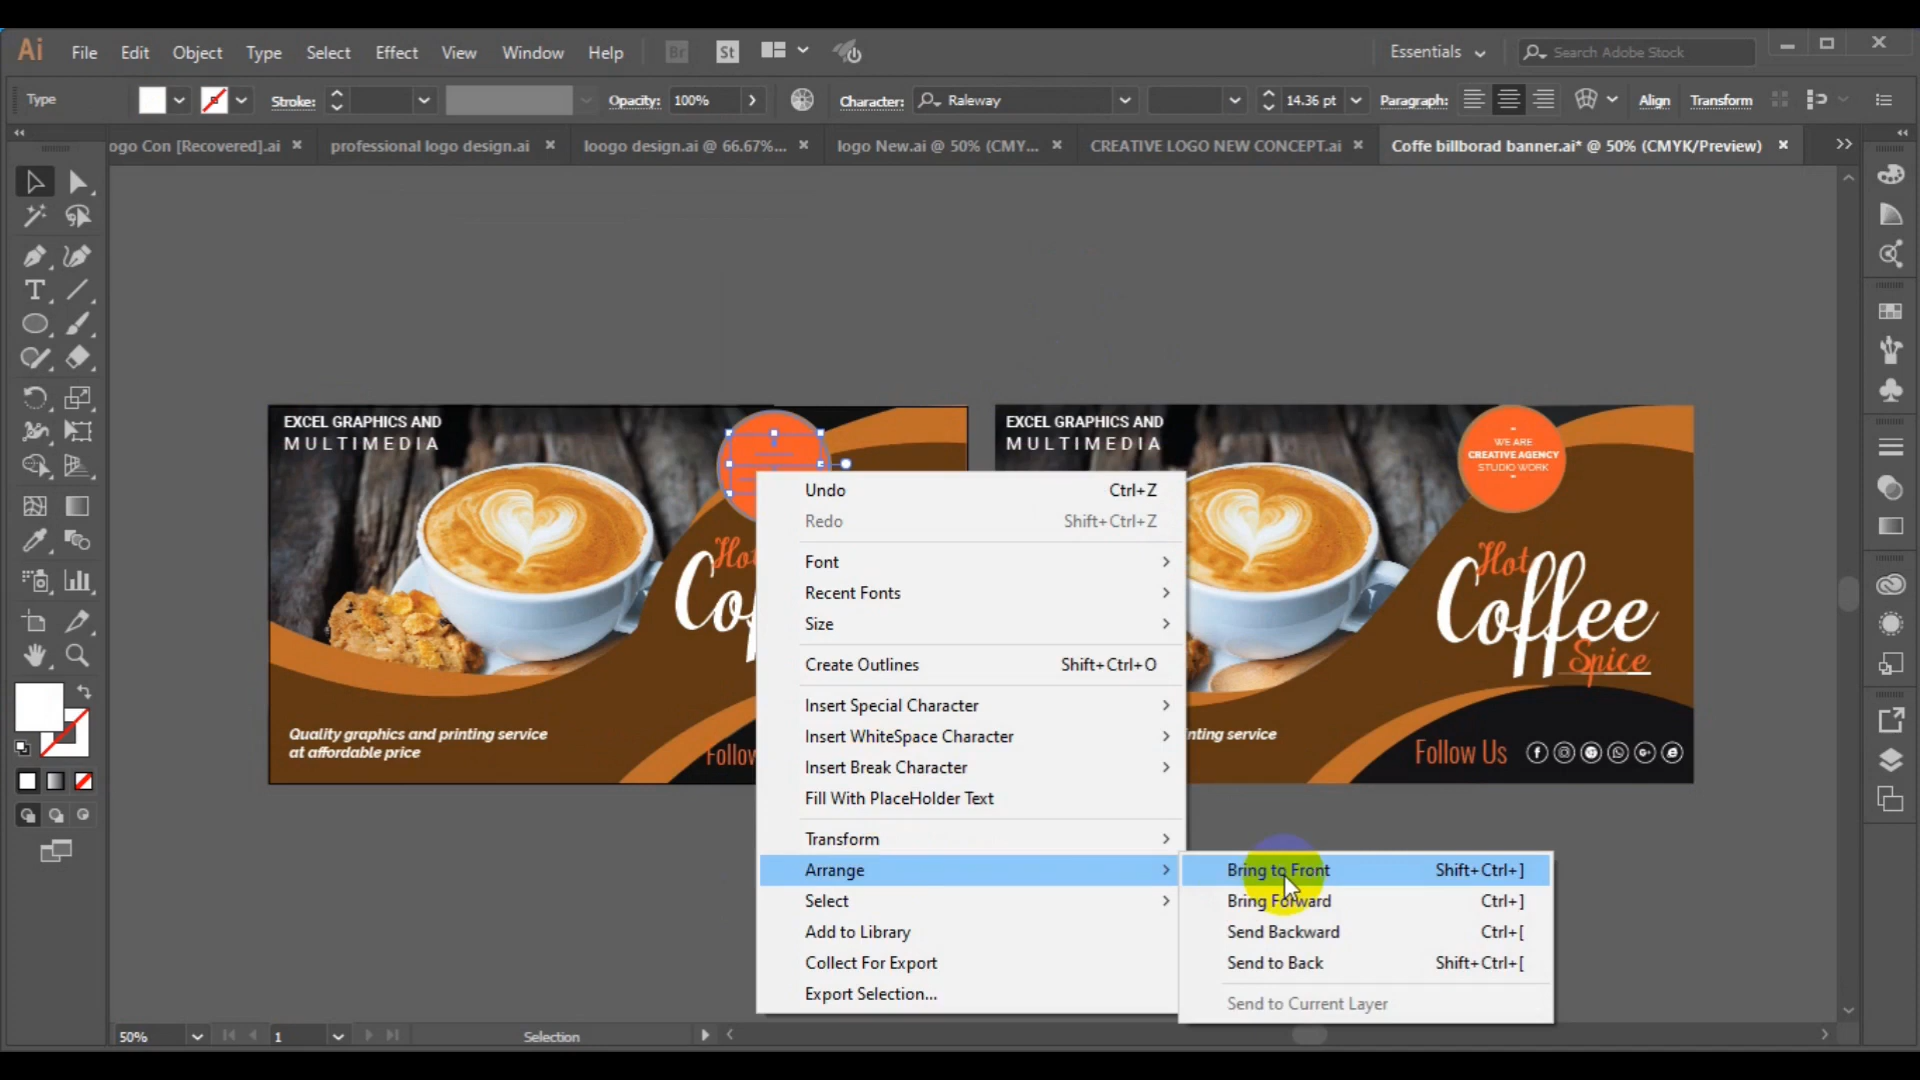 Ai File Edit Object Type Select Effect View Window Help Br St Essentials Search Adobe Stock
Type Stroke: Opacity: 100% Character: Raleway 14.36 pt Paragraph: Align Transform
ogo Con [Recovered].ai professional logo design.ai loogo design.ai @ 66.67%... logo New.ai @ 50% (CMY... CREATIVE LOGO NEW CONCEPT.ai Coffe billborad banner.ai* @ 50% (CMYK/Preview)
EXCEL GRAPHICS AND
MULTIMEDIA
Hot
Co
Quality graphics and printing service
at affordable price
Follow
EXCEL GRAPHICS AND
MULTIMEDIA
WE ARE
CREATIVE AGENCY
STUDIO WORK
Hot
Coffee
Spice
nting service
Follow Us
Undo Ctrl+Z
Redo Shift+Ctrl+Z
Font
Recent Fonts
Size
Create Outlines Shift+Ctrl+O
Insert Special Character
Insert WhiteSpace Character
Insert Break Character
Fill With PlaceHolder Text
Transform
Arrange
Select
Add to Library
Collect For Export
Export Selection...
Bring to Front Shift+Ctrl+]
Bring Forward Ctrl+]
Send Backward Ctrl+[
Send to Back Shift+Ctrl+[
Send to Current Layer
50% 1 Selection